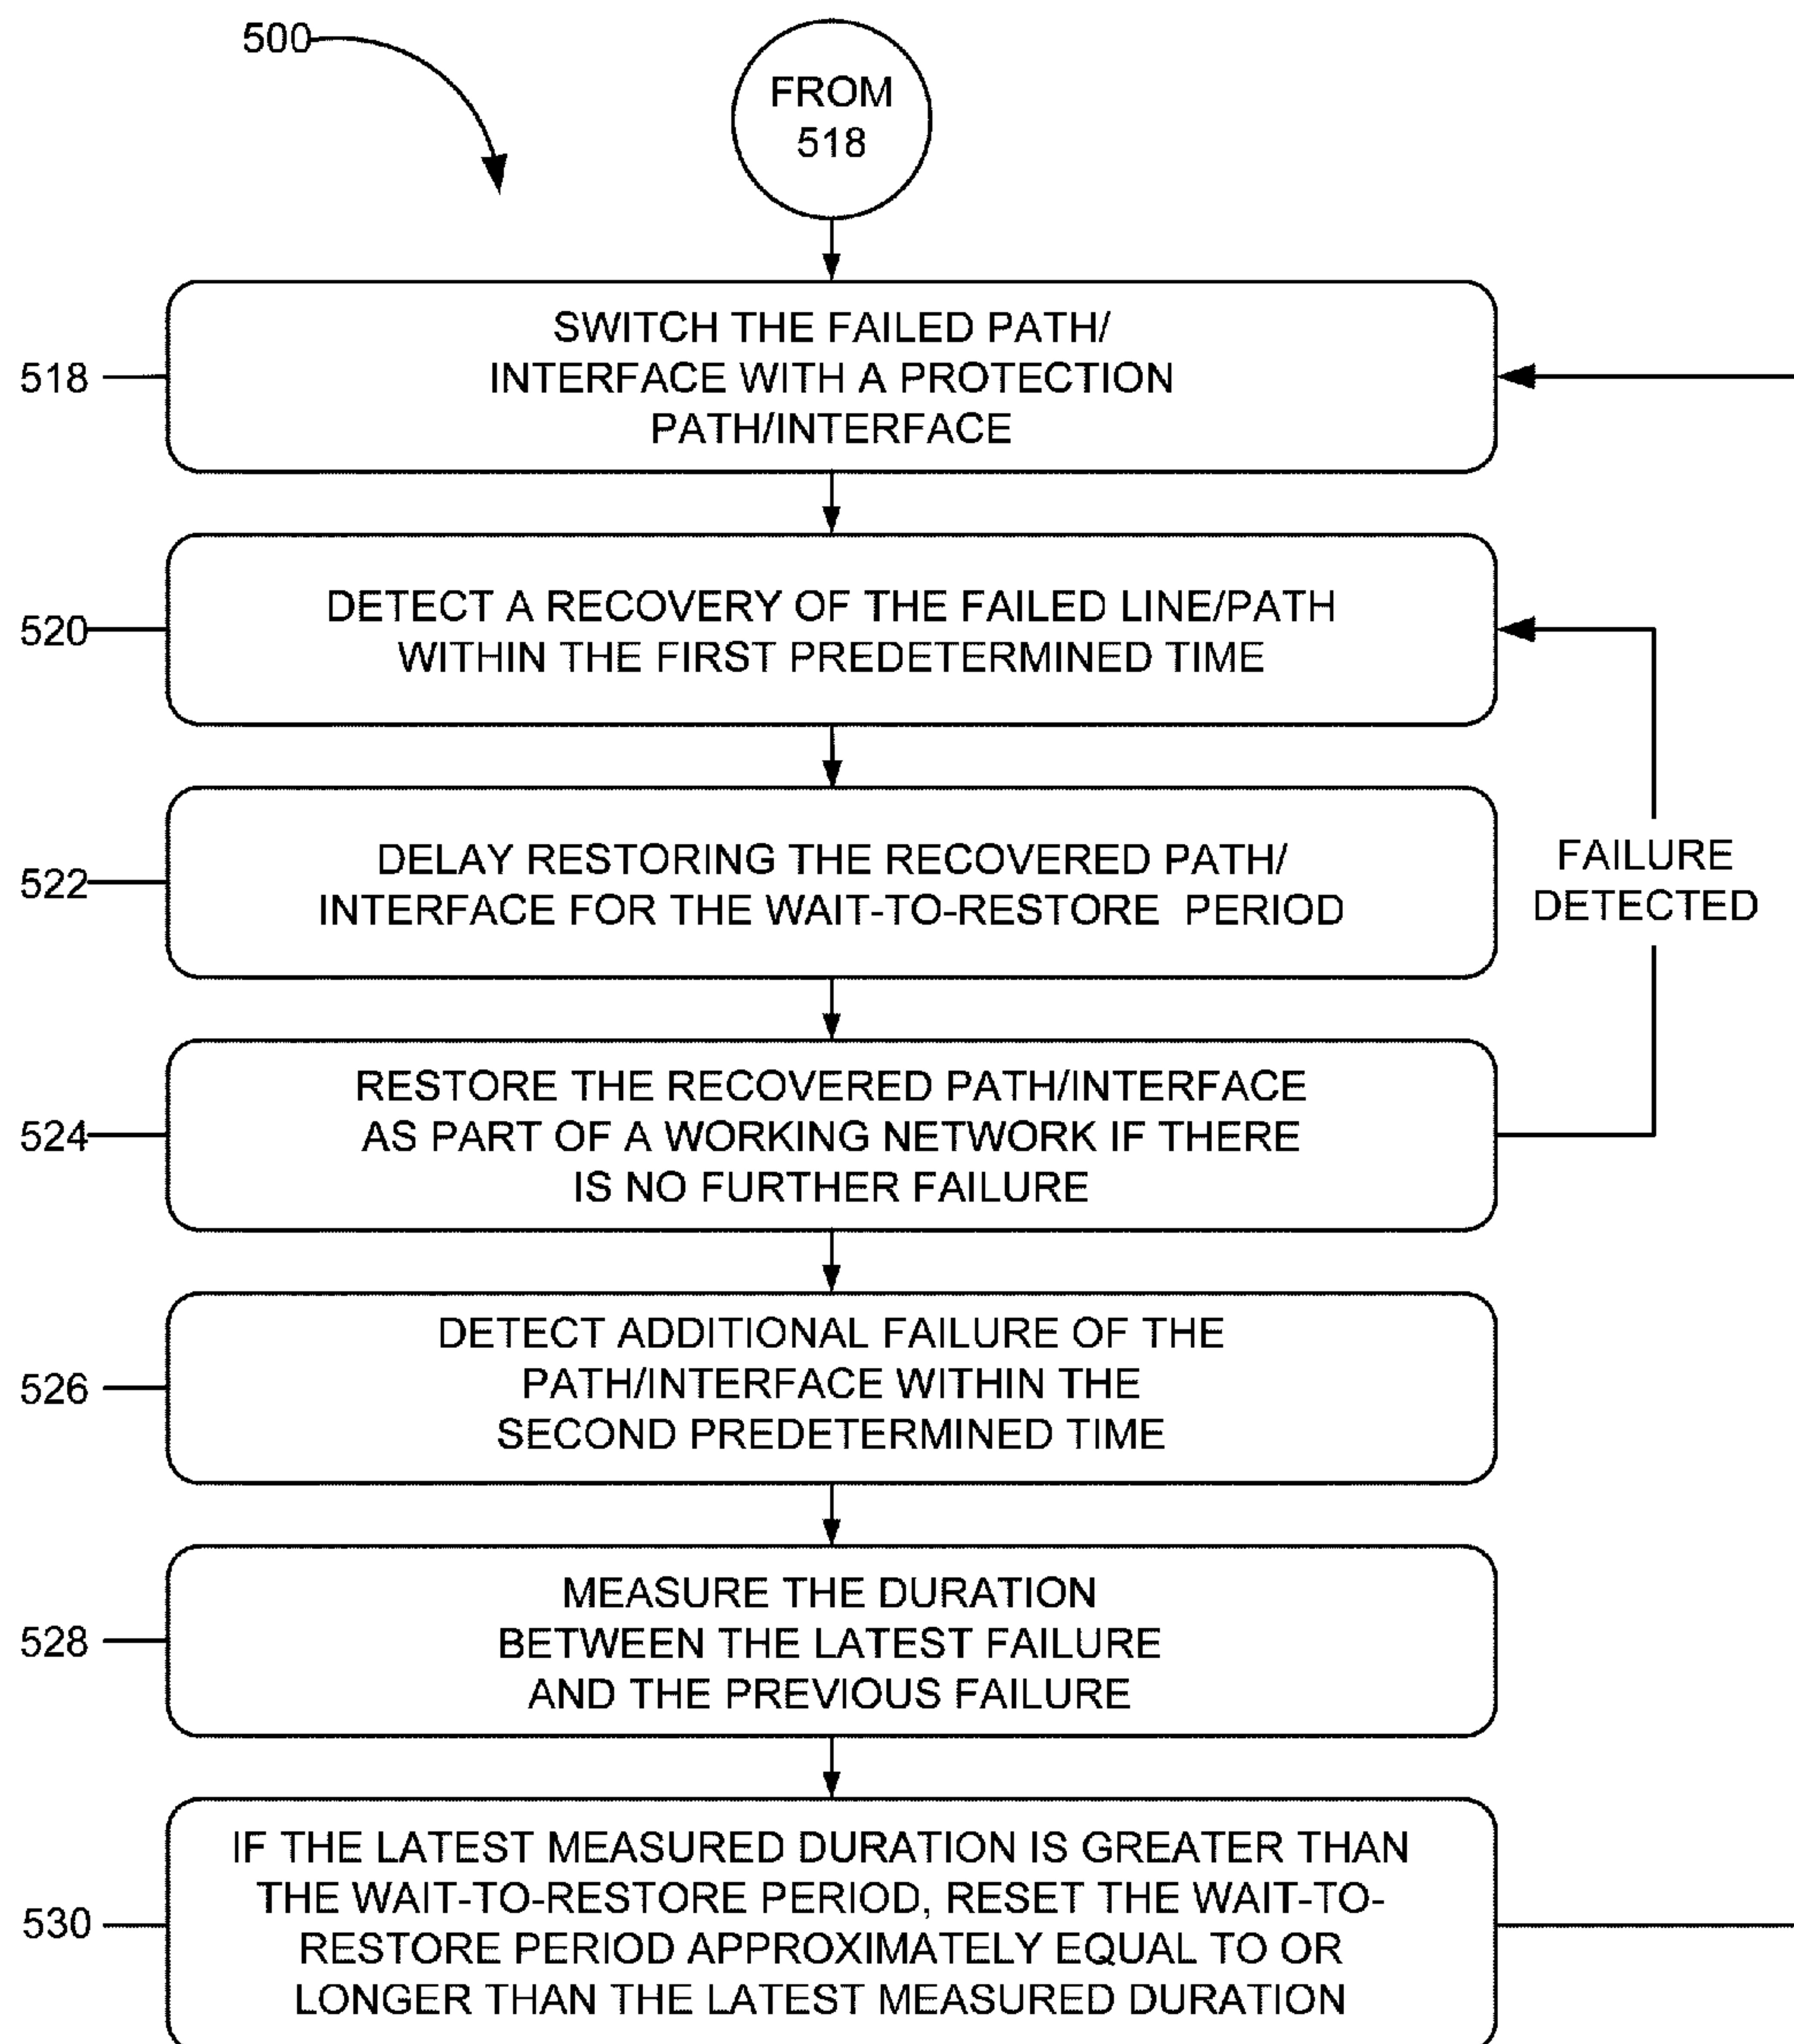 500
FROM
518
518
SWITCH THE FAILED PATH/
INTERFACE WITH A PROTECTION
PATH/INTERFACE
520
DETECT A RECOVERY OF THE FAILED LINE/PATH
WITHIN THE FIRST PREDETERMINED TIME
522
DELAY RESTORING THE RECOVERED PATH/
INTERFACE FOR THE WAIT-TO-RESTORE PERIOD
FAILURE
DETECTED
524
RESTORE THE RECOVERED PATH/INTERFACE
AS PART OF A WORKING NETWORK IF THERE
IS NO FURTHER FAILURE
526
DETECT ADDITIONAL FAILURE OF THE
PATH/INTERFACE WITHIN THE
SECOND PREDETERMINED TIME
528
MEASURE THE DURATION
BETWEEN THE LATEST FAILURE
AND THE PREVIOUS FAILURE
530
IF THE LATEST MEASURED DURATION IS GREATER THAN
THE WAIT-TO-RESTORE PERIOD, RESET THE WAIT-TO-
RESTORE PERIOD APPROXIMATELY EQUAL TO OR
LONGER THAN THE LATEST MEASURED DURATION